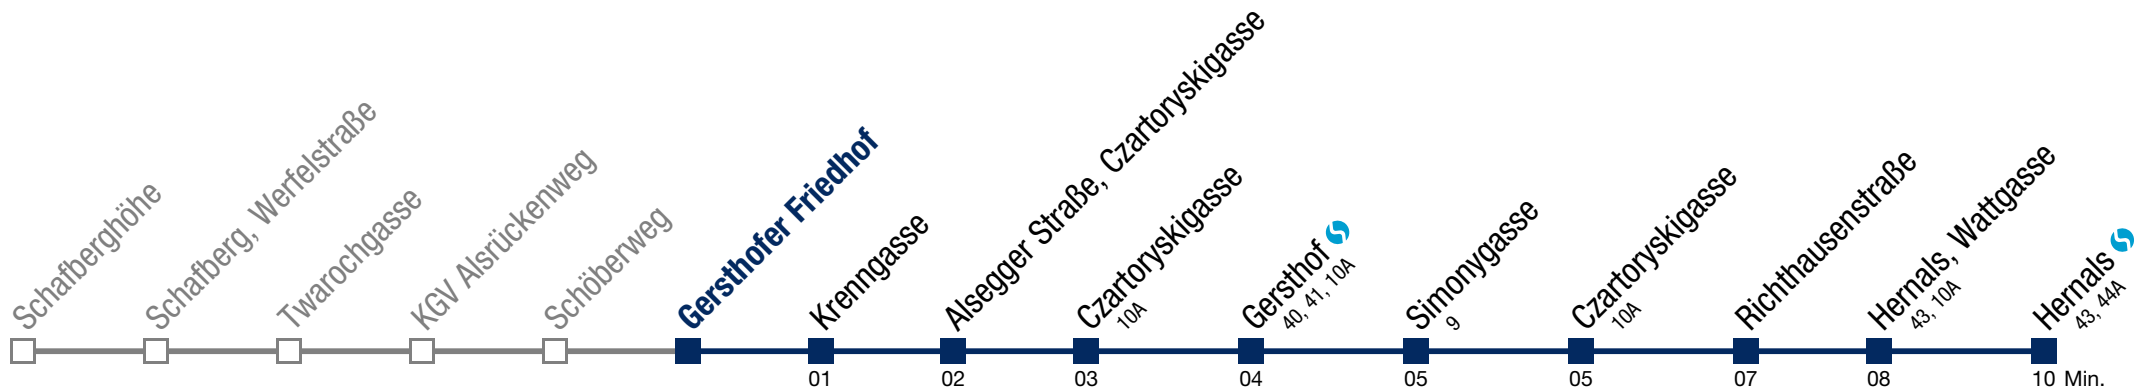 Schafberghöhe
Schafberg, Werfelstraße
Twarochgasse
KGV Alsrückenweg
Schöberweg
Gersthofer Friedhof
Krenngasse
01
Alsegger Straße, Czartoryskigasse
02
Czartoryskigasse
10A
03
Gersthof
40, 41, 10A
04
Simonygasse
9
05
Czartoryskigasse
10A
05
Richthausenstraße
07
Hernals, Wattgasse
43, 10A
08
Hernals
43, 44A
10 Min.